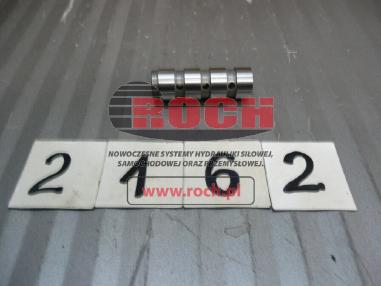 ROCH
NOWOCZESNE SYSTEMY HYDRAULIKI SIŁOWEJ,
SAMOCHODOWEJ ORAZ PRZEMYSŁOWEJ.
2 1 6 2
www.roch.pl